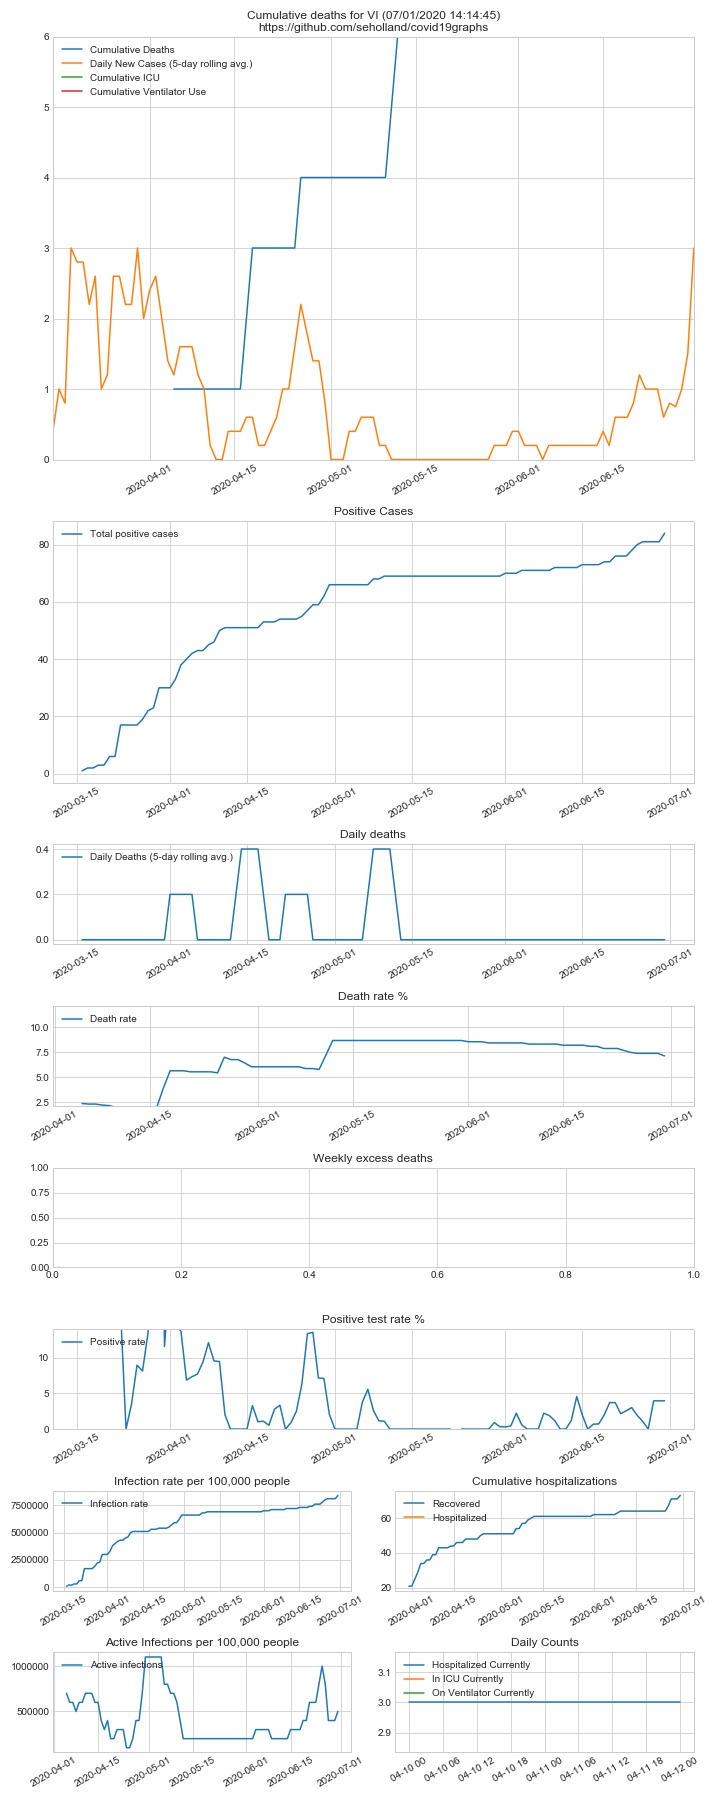 Cumulative deaths for VI (07/01/2020 14:14:45)
https://github.com/seholland/covid19graphs
Cumulative Deaths
Daily New Cases (5-day rolling avg.)
Cumulative ICU
Cumulative Ventilator Use
6
5
4
3
2
1
0
2020-04-01 2020-04-15 2020-05-01 2020-05-15 2020-06-01 2020-06-15
Positive Cases
Total positive cases
80
60
40
20
0
2020-03-15 2020-04-01 2020-04-15 2020-05-01 2020-05-15 2020-06-01 2020-06-15 2020-07-01
Daily deaths
Daily Deaths (5-day rolling avg.)
0.4
0.2
0.0
2020-03-15 2020-04-01 2020-04-15 2020-05-01 2020-05-15 2020-06-01 2020-06-15 2020-07-01
Death rate %
Death rate
10.0
7.5
5.0
2.5
2020-04-01 2020-04-15 2020-05-01 2020-05-15 2020-06-01 2020-06-15 2020-07-01
Weekly excess deaths
1.00
0.75
0.50
0.25
0.00
0.0 0.2 0.4 0.6 0.8 1.0
Positive test rate %
Positive rate
10
5
0
2020-03-15 2020-04-01 2020-04-15 2020-05-01 2020-05-15 2020-06-01 2020-06-15 2020-07-01
Infection rate per 100,000 people
Infection rate
7500000
5000000
2500000
0
2020-03-15 2020-04-01 2020-04-15 2020-05-01 2020-05-15 2020-06-01 2020-06-15 2020-07-01
Cumulative hospitalizations
Recovered
Hospitalized
60
40
20
2020-04-01 2020-04-15 2020-05-01 2020-05-15 2020-06-01 2020-06-15 2020-07-01
Active Infections per 100,000 people
Active infections
1000000
500000
2020-04-01 2020-04-15 2020-05-01 2020-05-15 2020-06-01 2020-06-15 2020-07-01
Daily Counts
Hospitalized Currently
In ICU Currently
On Ventilator Currently
3.1
3.0
2.9
04-10 00 04-10 06 04-10 12 04-10 18 04-11 00 04-11 06 04-11 12 04-11 18 04-12 00